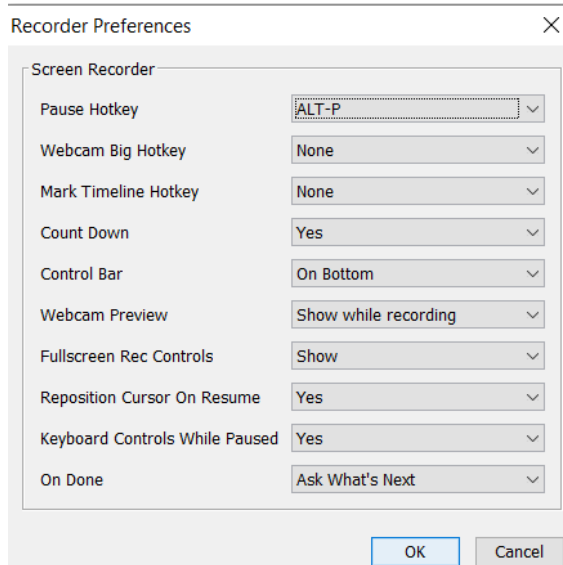 Recorder Preferences
Screen Recorder
Pause Hotkey ALT-P
Webcam Big Hotkey None
Mark Timeline Hotkey None
Count Down Yes
Control Bar On Bottom
Webcam Preview Show while recording
Fullscreen Rec Controls Show
Reposition Cursor On Resume Yes
Keyboard Controls While Paused Yes
On Done Ask What's Next
OK Cancel